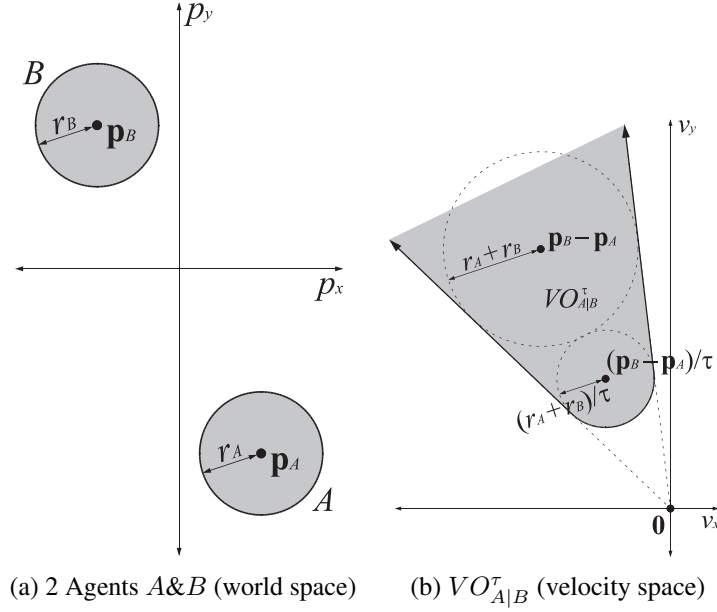 p_y
B
r_B
p_B
p_x
r_A
p_A
A
v_y
p_B−p_A
r_A+r_B
VO^τ_{A|B}
(p_B−p_A)/τ
(r_A+r_B)/τ
0
v_x
(a) 2 Agents A&B (world space)
(b) VO^τ_{A|B} (velocity space)